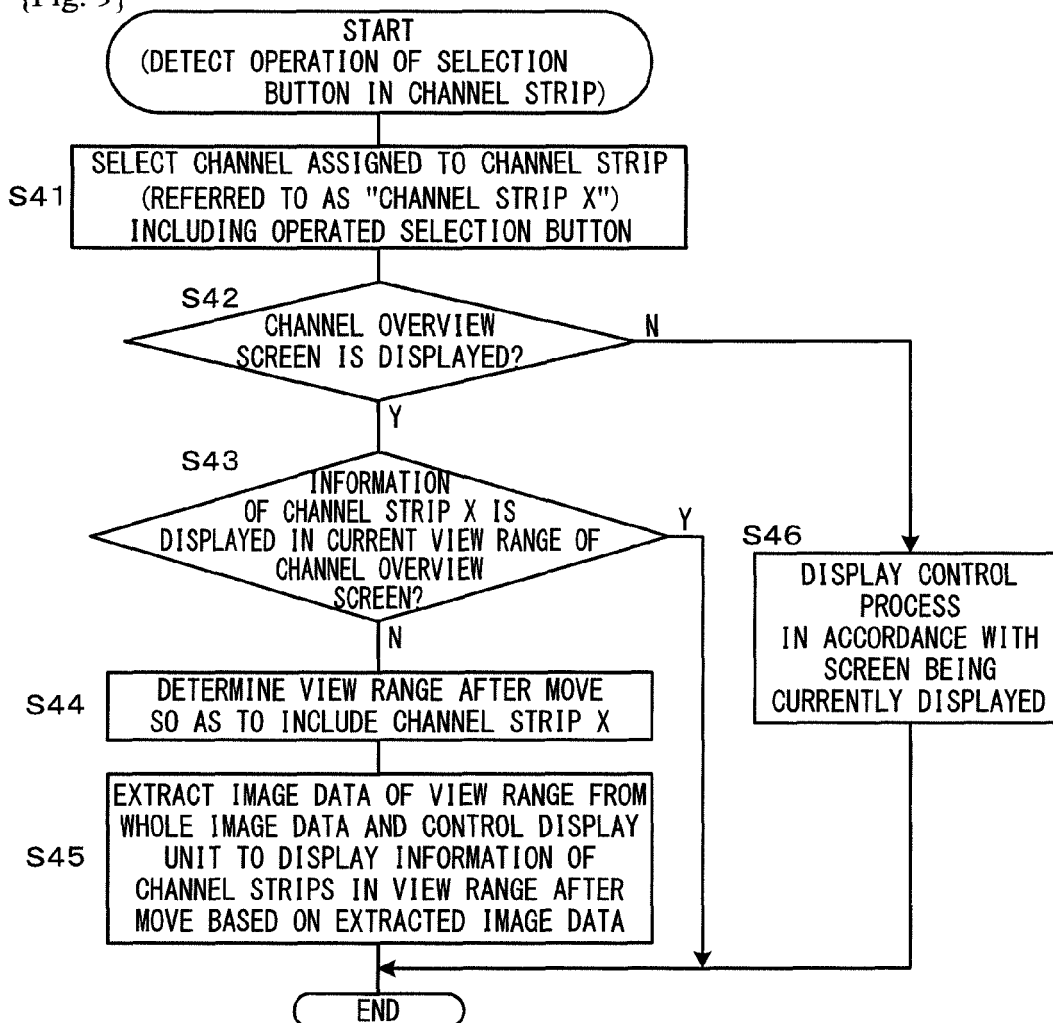 START
(DETECT OPERATION OF SELECTION
BUTTON IN CHANNEL STRIP)
S41
SELECT CHANNEL ASSIGNED TO CHANNEL STRIP
(REFERRED TO AS "CHANNEL STRIP X")
INCLUDING OPERATED SELECTION BUTTON
S42
CHANNEL OVERVIEW
SCREEN IS DISPLAYED?
N
Y
S43
INFORMATION
OF CHANNEL STRIP X IS
DISPLAYED IN CURRENT VIEW RANGE OF
CHANNEL OVERVIEW
SCREEN?
Y
N
S46
DISPLAY CONTROL
PROCESS
IN ACCORDANCE WITH
SCREEN BEING
CURRENTLY DISPLAYED
S44
DETERMINE VIEW RANGE AFTER MOVE
SO AS TO INCLUDE CHANNEL STRIP X
S45
EXTRACT IMAGE DATA OF VIEW RANGE FROM
WHOLE IMAGE DATA AND CONTROL DISPLAY
UNIT TO DISPLAY INFORMATION OF
CHANNEL STRIPS IN VIEW RANGE AFTER
MOVE BASED ON EXTRACTED IMAGE DATA
END